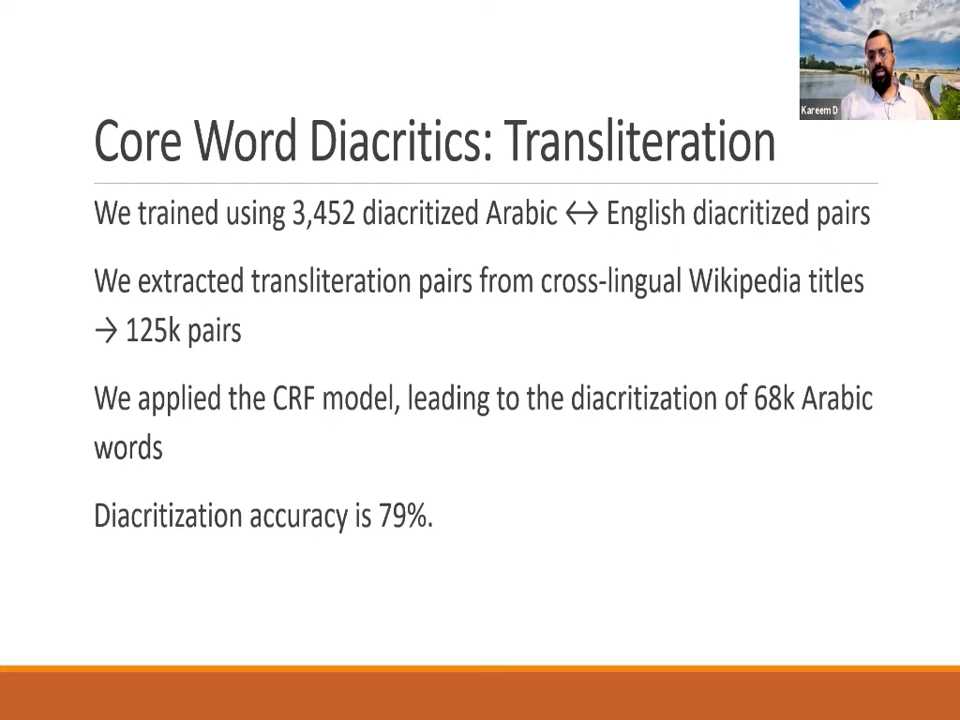 Kareem D
Core Word Diacritics: Transliteration
We trained using 3,452 diacritized Arabic ↔ English diacritized pairs
We extracted transliteration pairs from cross-lingual Wikipedia titles
→ 125k pairs
We applied the CRF model, leading to the diacritization of 68k Arabic
words
Diacritization accuracy is 79%.